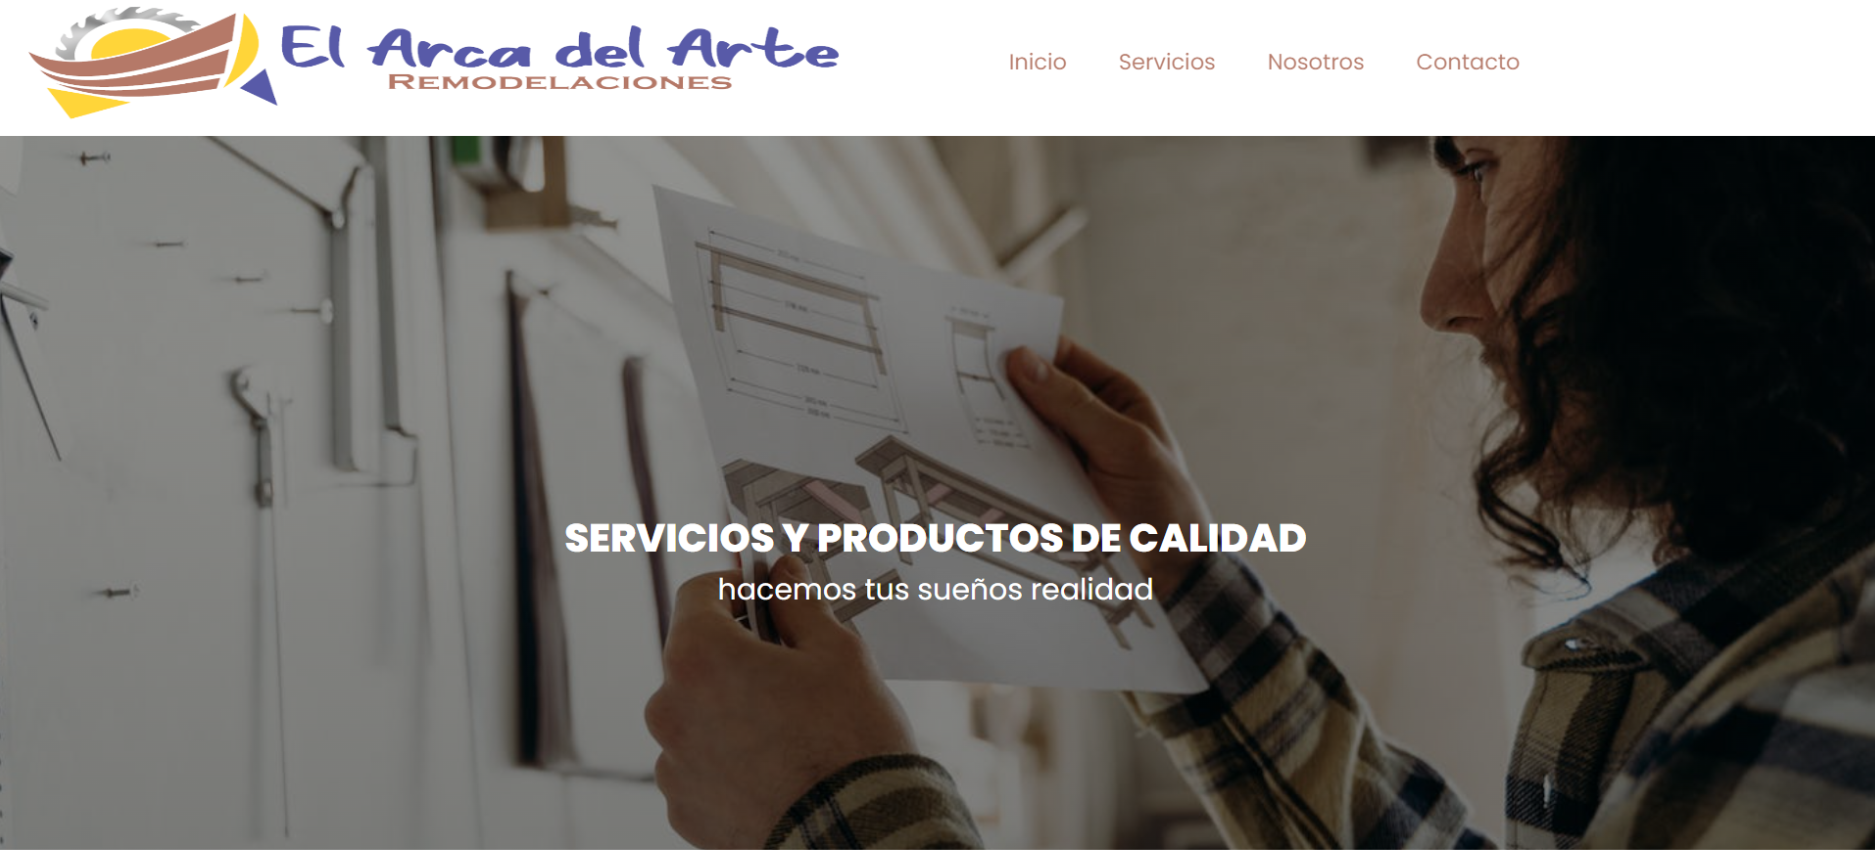 El Arca del Arte
REMODELACIONES
Inicio Servicios Nosotros Contacto
SERVICIOS Y PRODUCTOS DE CALIDAD
hacemos tus sueños realidad